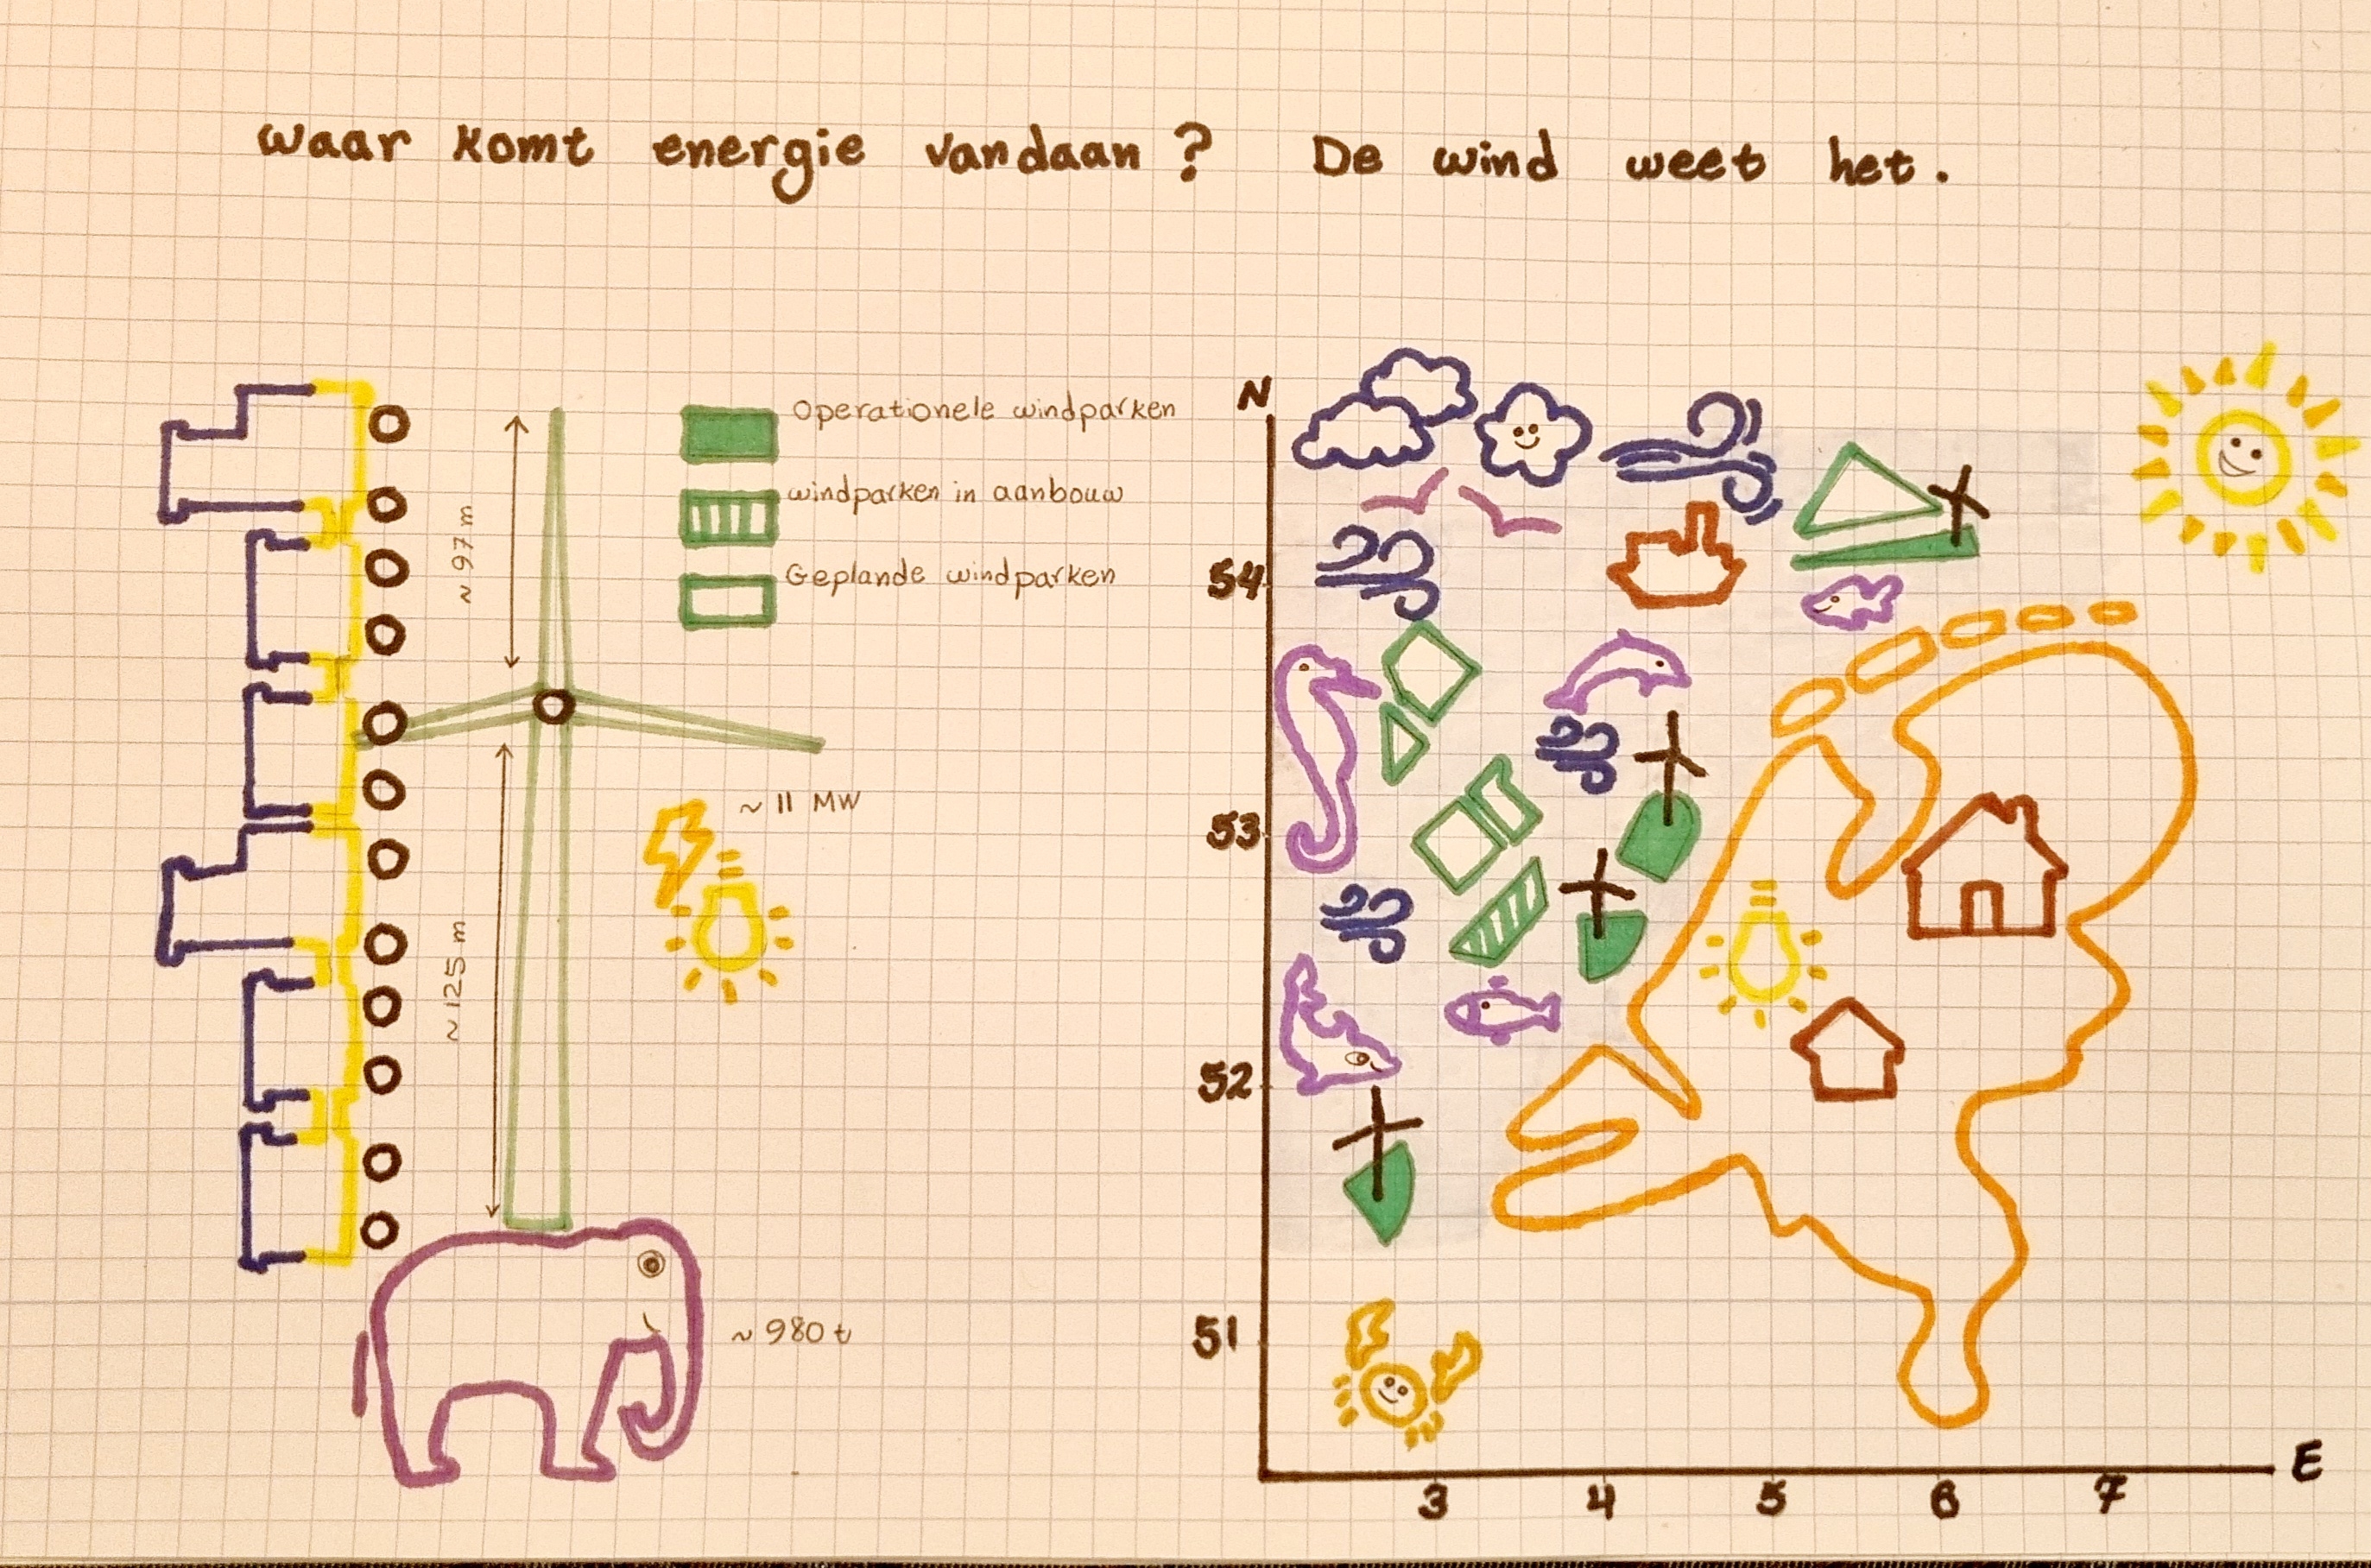 waar komt energie vandaan? De wind weet het.
~ 97 m
~ 125 m
~ 11 MW
~ 980 t
Operationele windparken
windparken in aanbouw
Geplande windparken
N
54
53
52
51
3 4 5 6 7
E